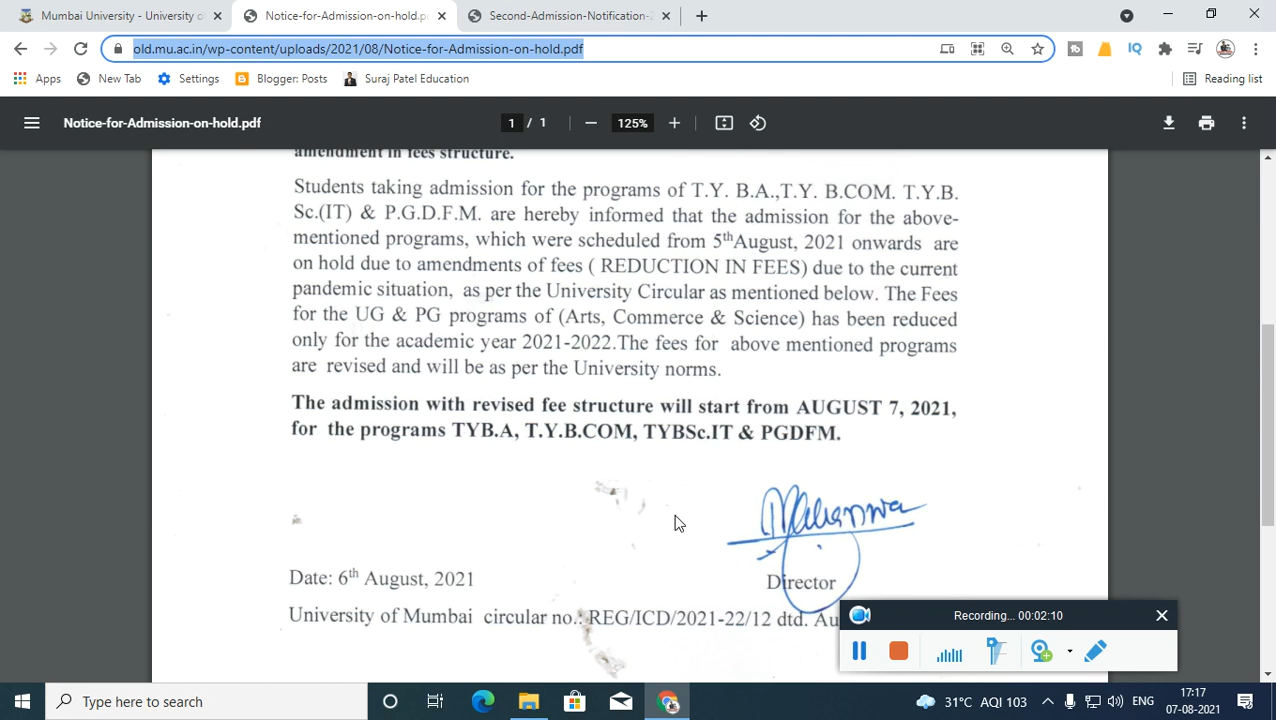 Mumbai University - University o
Notice-for-Admission-on-hold.p
Second-Admission-Notification-2
old.mu.ac.in/wp-content/uploads/2021/08/Notice-for-Admission-on-hold.pdf
Apps
New Tab
Settings
Blogger: Posts
Suraj Patel Education
Reading list
Notice-for-Admission-on-hold.pdf
1 / 1
125%
amendment in fees structure.
Students taking admission for the programs of T.Y. B.A.,T.Y. B.COM. T.Y.B.
Sc.(IT) & P.G.D.F.M. are hereby informed that the admission for the above-
mentioned programs, which were scheduled from 5thAugust, 2021 onwards are
on hold due to amendments of fees ( REDUCTION IN FEES) due to the current
pandemic situation, as per the University Circular as mentioned below. The Fees
for the UG & PG programs of (Arts, Commerce & Science) has been reduced
only for the academic year 2021-2022.The fees for above mentioned programs
are revised and will be as per the University norms.
The admission with revised fee structure will start from AUGUST 7, 2021,
for the programs TYB.A, T.Y.B.COM, TYBSc.IT & PGDFM.
Date: 6th August, 2021
Director
University of Mumbai circular no.: REG/ICD/2021-22/12 dtd. Au
Recording... 00:02:10
Type here to search
31°C AQI 103
ENG
17:17
07-08-2021